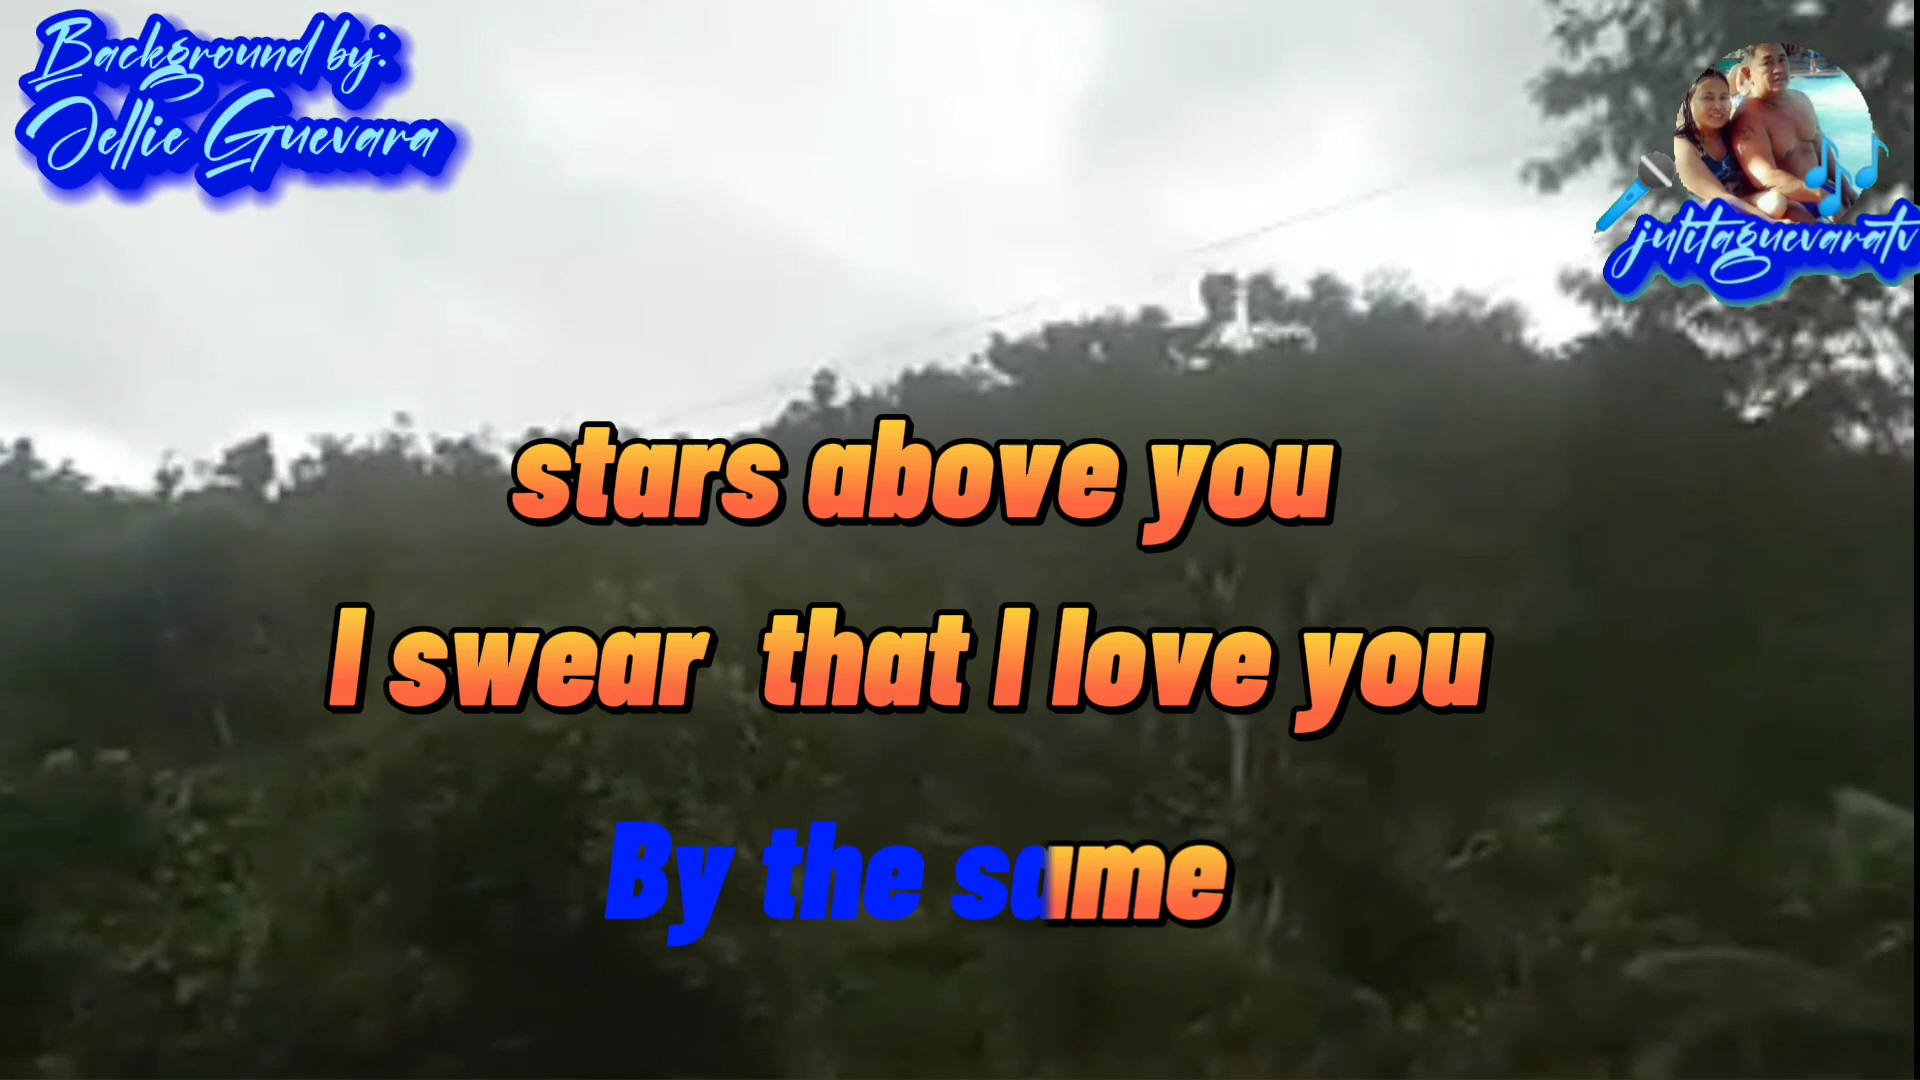 Background by:
Jellie Guevara
julitaguevaratv
stars above you
I swear  that I love you
By the same